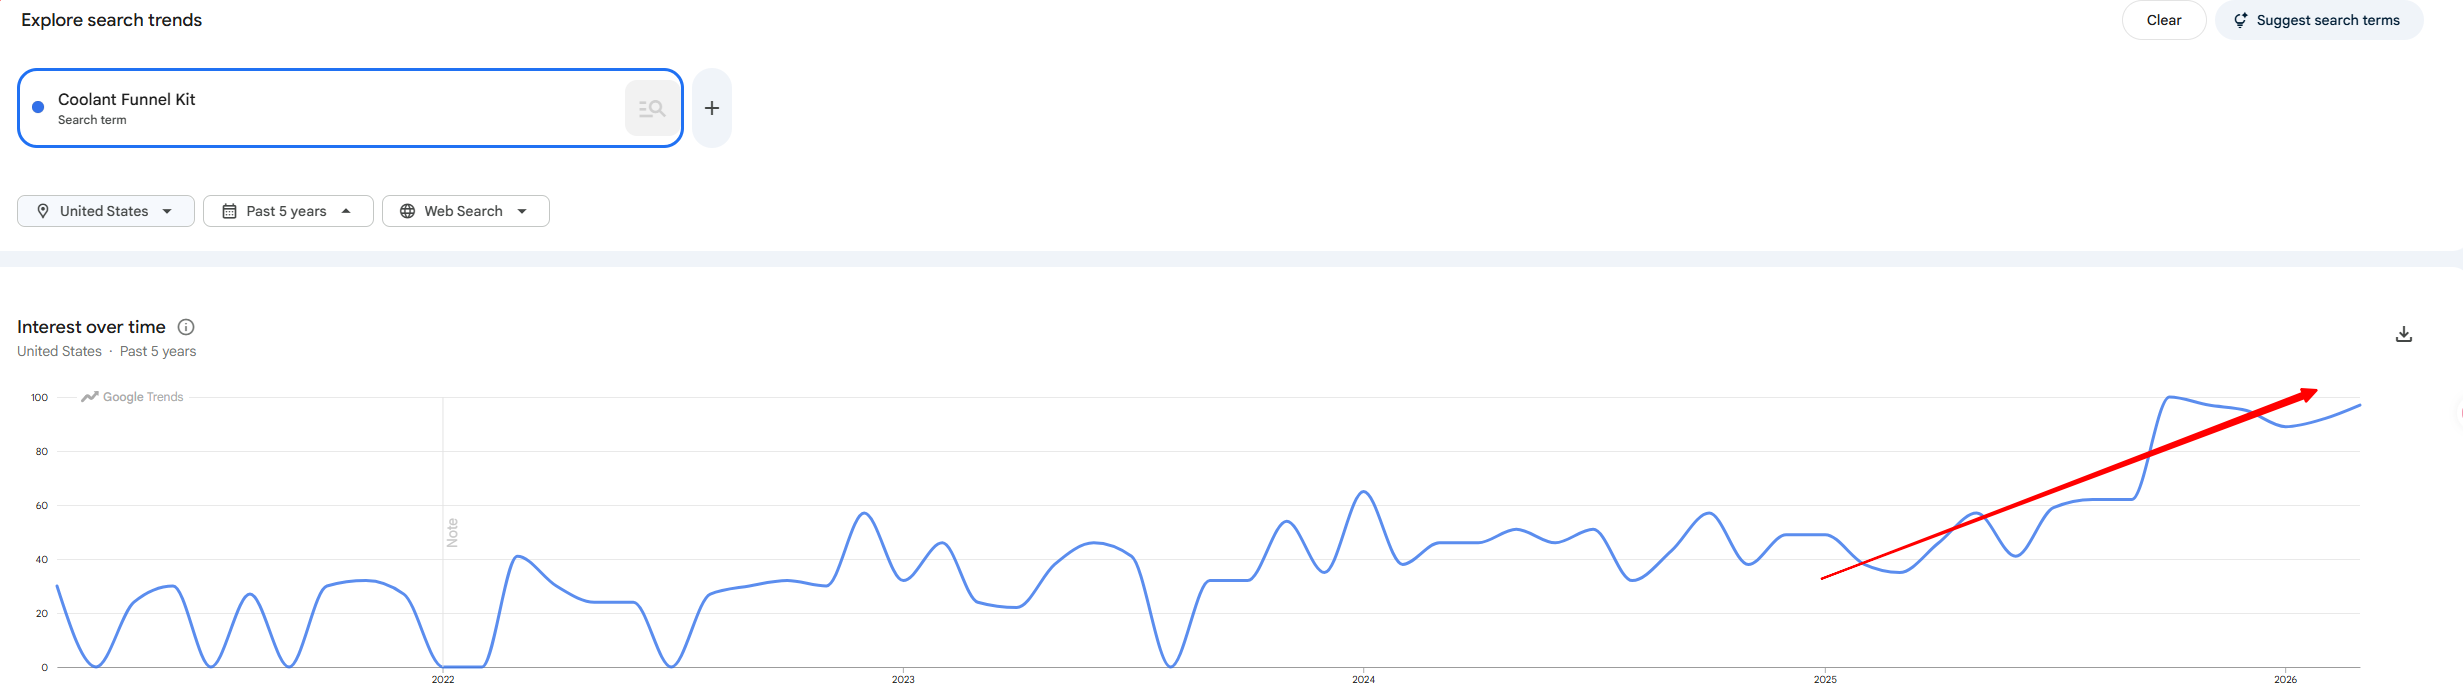 Explore search trends
Clear
Suggest search terms
Coolant Funnel Kit
Search term
+
United States
Past 5 years
Web Search
Interest over time
United States · Past 5 years
100
Google Trends
80
60
Note
40
20
0
2022
2023
2024
2025
2026